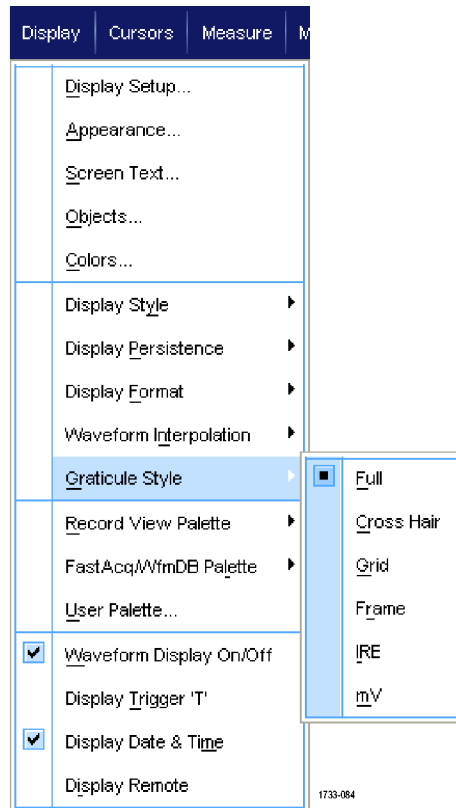 Display Cursors Measure M
Display Setup...
Appearance...
Screen Text...
Objects...
Colors...
Display Style
Display Persistence
Display Format
Waveform Interpolation
Graticule Style
Full
Cross Hair
Grid
Frame
IRE
mV
Record View Palette
FastAcq/WfmDB Palette
User Palette...
Waveform Display On/Off
Display Trigger 'T'
Display Date & Time
Display Remote
1733-084